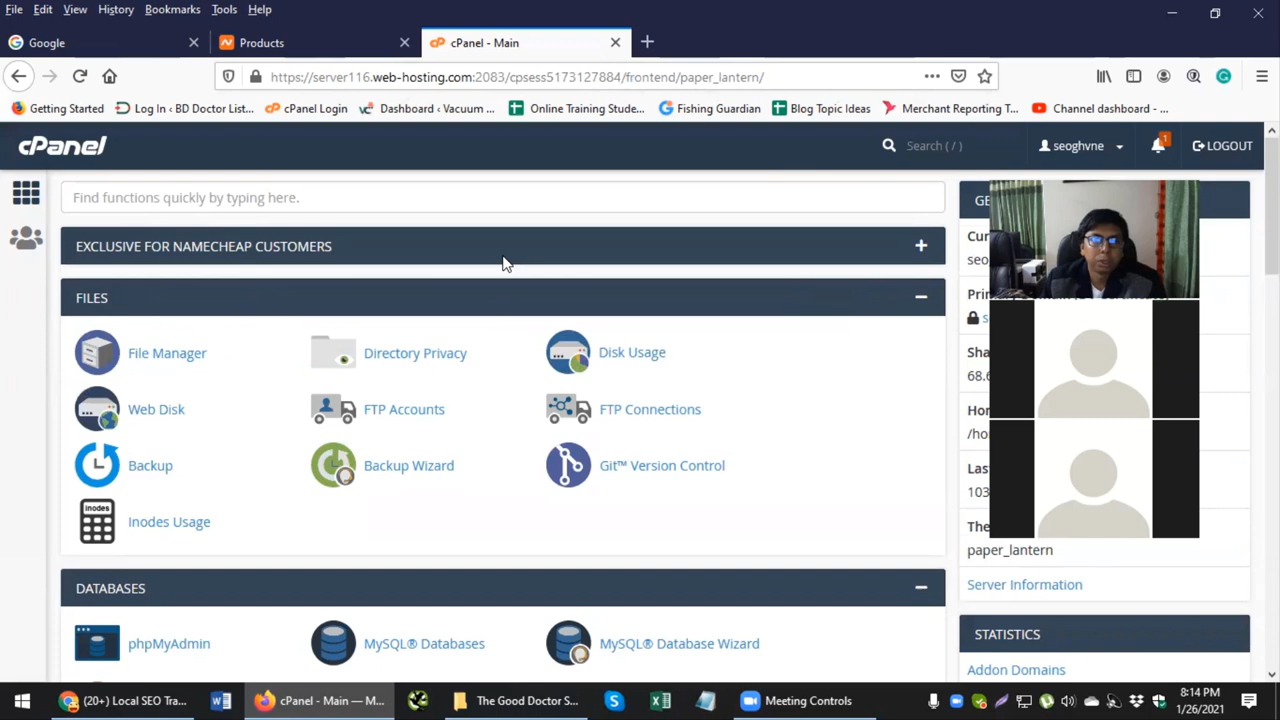 File Edit View History Bookmarks Tools Help
Google
Products
cPanel - Main
https://server116.web-hosting.com:2083/cpsess5173127884/frontend/paper_lantern/
Getting Started
Log In ‹ BD Doctor List...
cPanel Login
Dashboard ‹ Vacuum ...
Online Training Stude...
Fishing Guardian
Blog Topic Ideas
Merchant Reporting T...
Channel dashboard - ...
cPanel
Search ( / )
seoghvne
1
LOGOUT
Find functions quickly by typing here.
EXCLUSIVE FOR NAMECHEAP CUSTOMERS
FILES
File Manager
Directory Privacy
Disk Usage
Web Disk
FTP Accounts
FTP Connections
Backup
Backup Wizard
Git™ Version Control
Inodes
Inodes Usage
DATABASES
phpMyAdmin
MySQL® Databases
MySQL® Database Wizard
paper_lantern
Server Information
STATISTICS
Addon Domains
(20+) Local SEO Tra...
cPanel - Main — M...
The Good Doctor S...
Meeting Controls
8:14 PM
1/26/2021